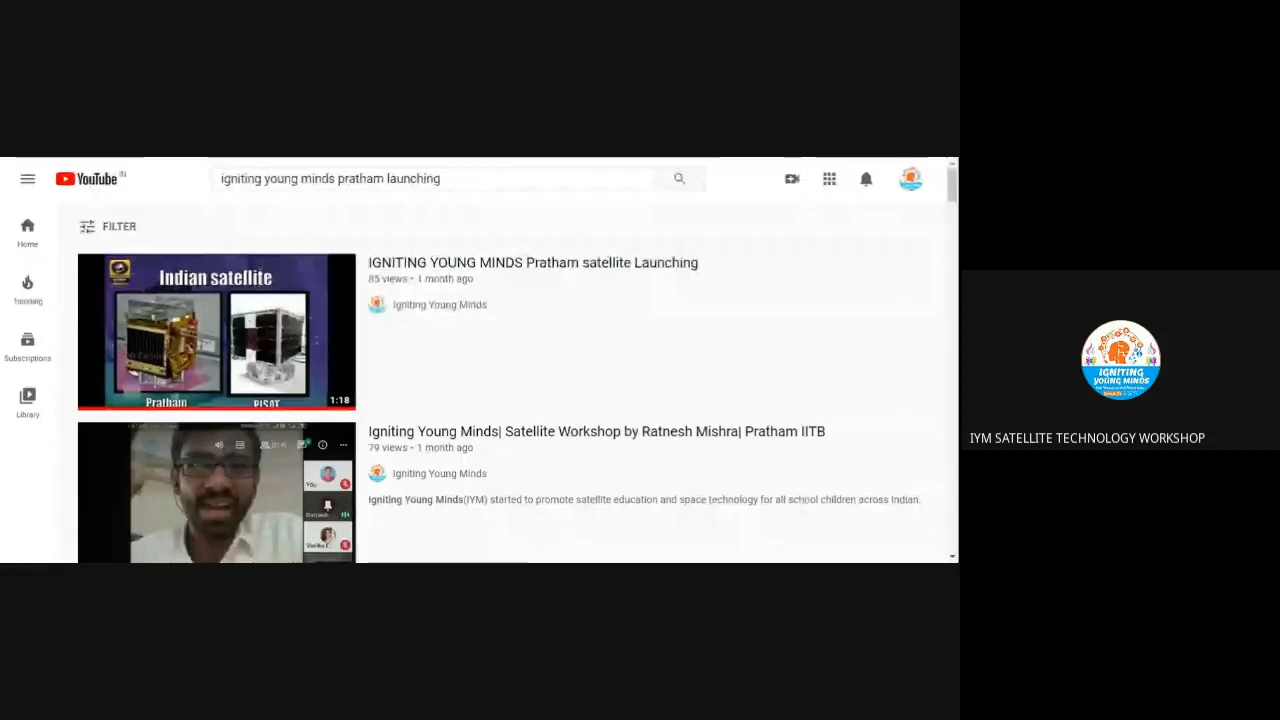 YouTube IN
igniting young minds pratham launching
Home
Trending
Subscriptions
Library
FILTER
Indian satellite
Pratham
PISAT
1:18
IGNITING YOUNG MINDS Pratham satellite Launching
85 views • 1 month ago
Igniting Young Minds
You
Igniting Young Minds| Satellite Workshop by Ratnesh Mishra| Pratham IITB
79 views • 1 month ago
Igniting Young Minds
Igniting Young Minds(IYM) started to promote satellite education and space technology for all school children across Indian.
IGNITING
YOUNG MINDS
IYM SATELLITE TECHNOLOGY WORKSHOP